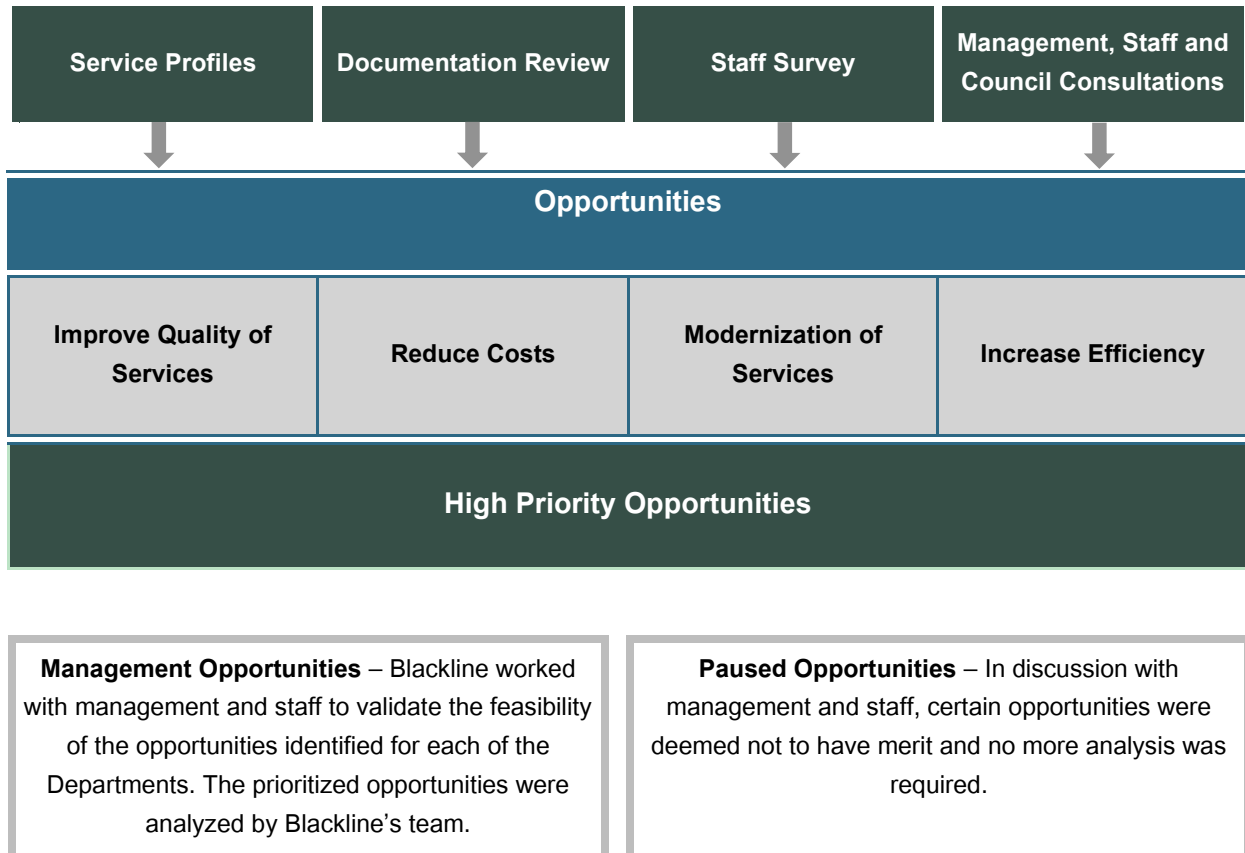 Service Profiles
Documentation Review
Staff Survey
Management, Staff and
Council Consultations
Opportunities
Improve Quality of
Services
Reduce Costs
Modernization of
Services
Increase Efficiency
High Priority Opportunities
Management Opportunities – Blackline worked
with management and staff to validate the feasibility
of the opportunities identified for each of the
Departments. The prioritized opportunities were
analyzed by Blackline’s team.
Paused Opportunities – In discussion with
management and staff, certain opportunities were
deemed not to have merit and no more analysis was
required.